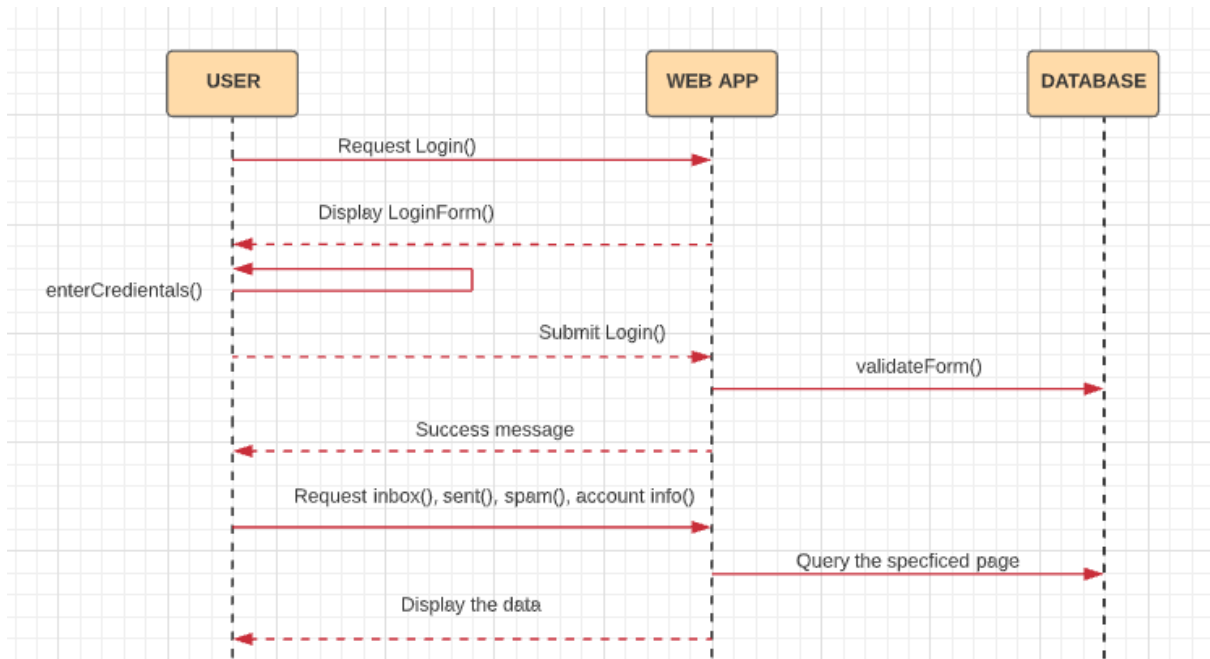 USER
WEB APP
DATABASE
Request Login()
Display LoginForm()
enterCredientals()
Submit Login()
validateForm()
Success message
Request inbox(), sent(), spam(), account info()
Query the specficed page
Display the data